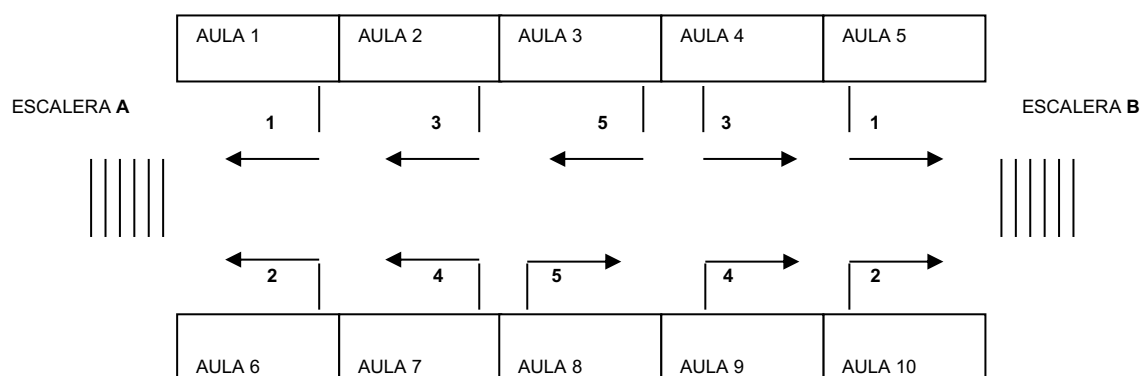 AULA 1 AULA 2 AULA 3 AULA 4 AULA 5
ESCALERA A ESCALERA B
1 3 5 3 1
2 4 5 4 2
AULA 6 AULA 7 AULA 8 AULA 9 AULA 10